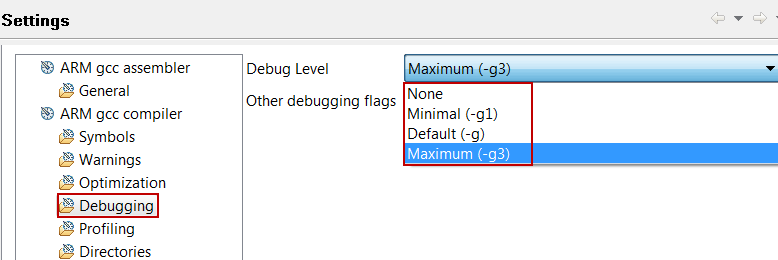 Settings
ARM gcc assembler
General
ARM gcc compiler
Symbols
Warnings
Optimization
Debugging
Profiling
Directories
Debug Level
Maximum (-g3)
Other debugging flags
None
Minimal (-g1)
Default (-g)
Maximum (-g3)